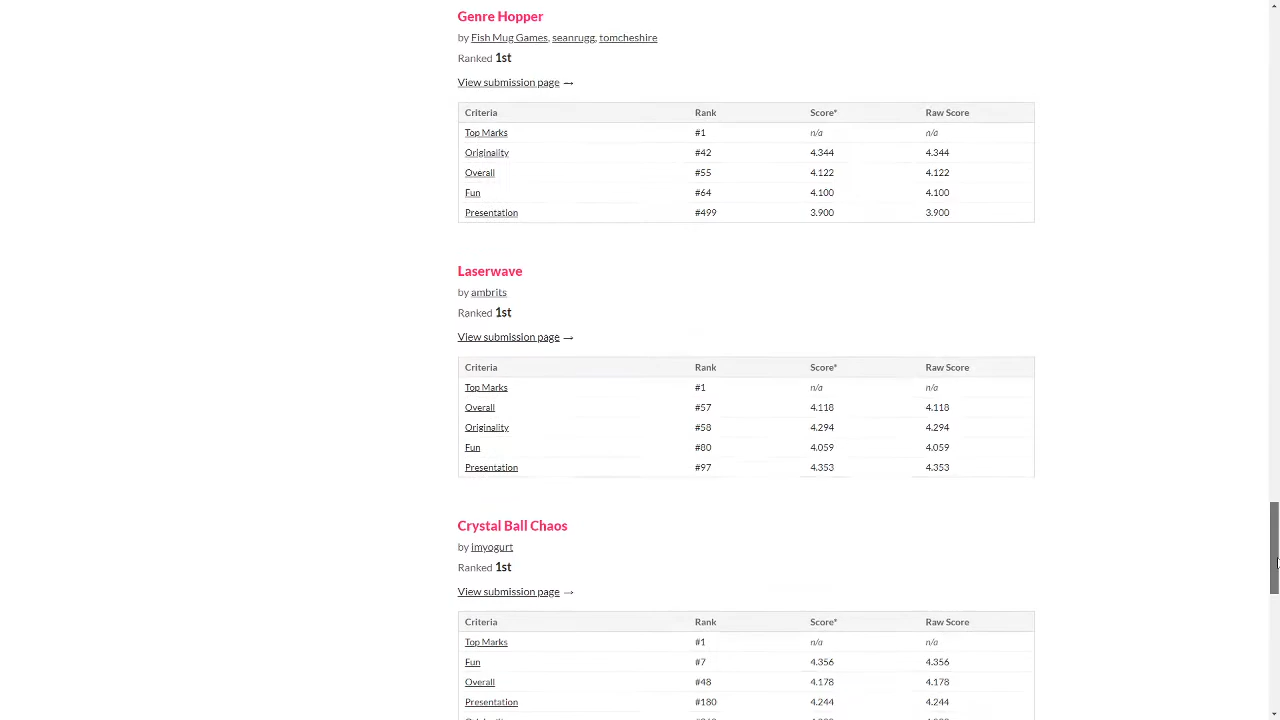 Genre Hopper
by Fish Mug Games, seanrugg, tomcheshire
Ranked 1st
View submission page →
Criteria Rank Score* Raw Score
Top Marks #1 n/a n/a
Originality #42 4.344 4.344
Overall #55 4.122 4.122
Fun #64 4.100 4.100
Presentation #499 3.900 3.900
Laserwave
by ambrits
Ranked 1st
View submission page →
Criteria Rank Score* Raw Score
Top Marks #1 n/a n/a
Overall #57 4.118 4.118
Originality #58 4.294 4.294
Fun #80 4.059 4.059
Presentation #97 4.353 4.353
Crystal Ball Chaos
by imyogurt
Ranked 1st
View submission page →
Criteria Rank Score* Raw Score
Top Marks #1 n/a n/a
Fun #7 4.356 4.356
Overall #48 4.178 4.178
Presentation #180 4.244 4.244